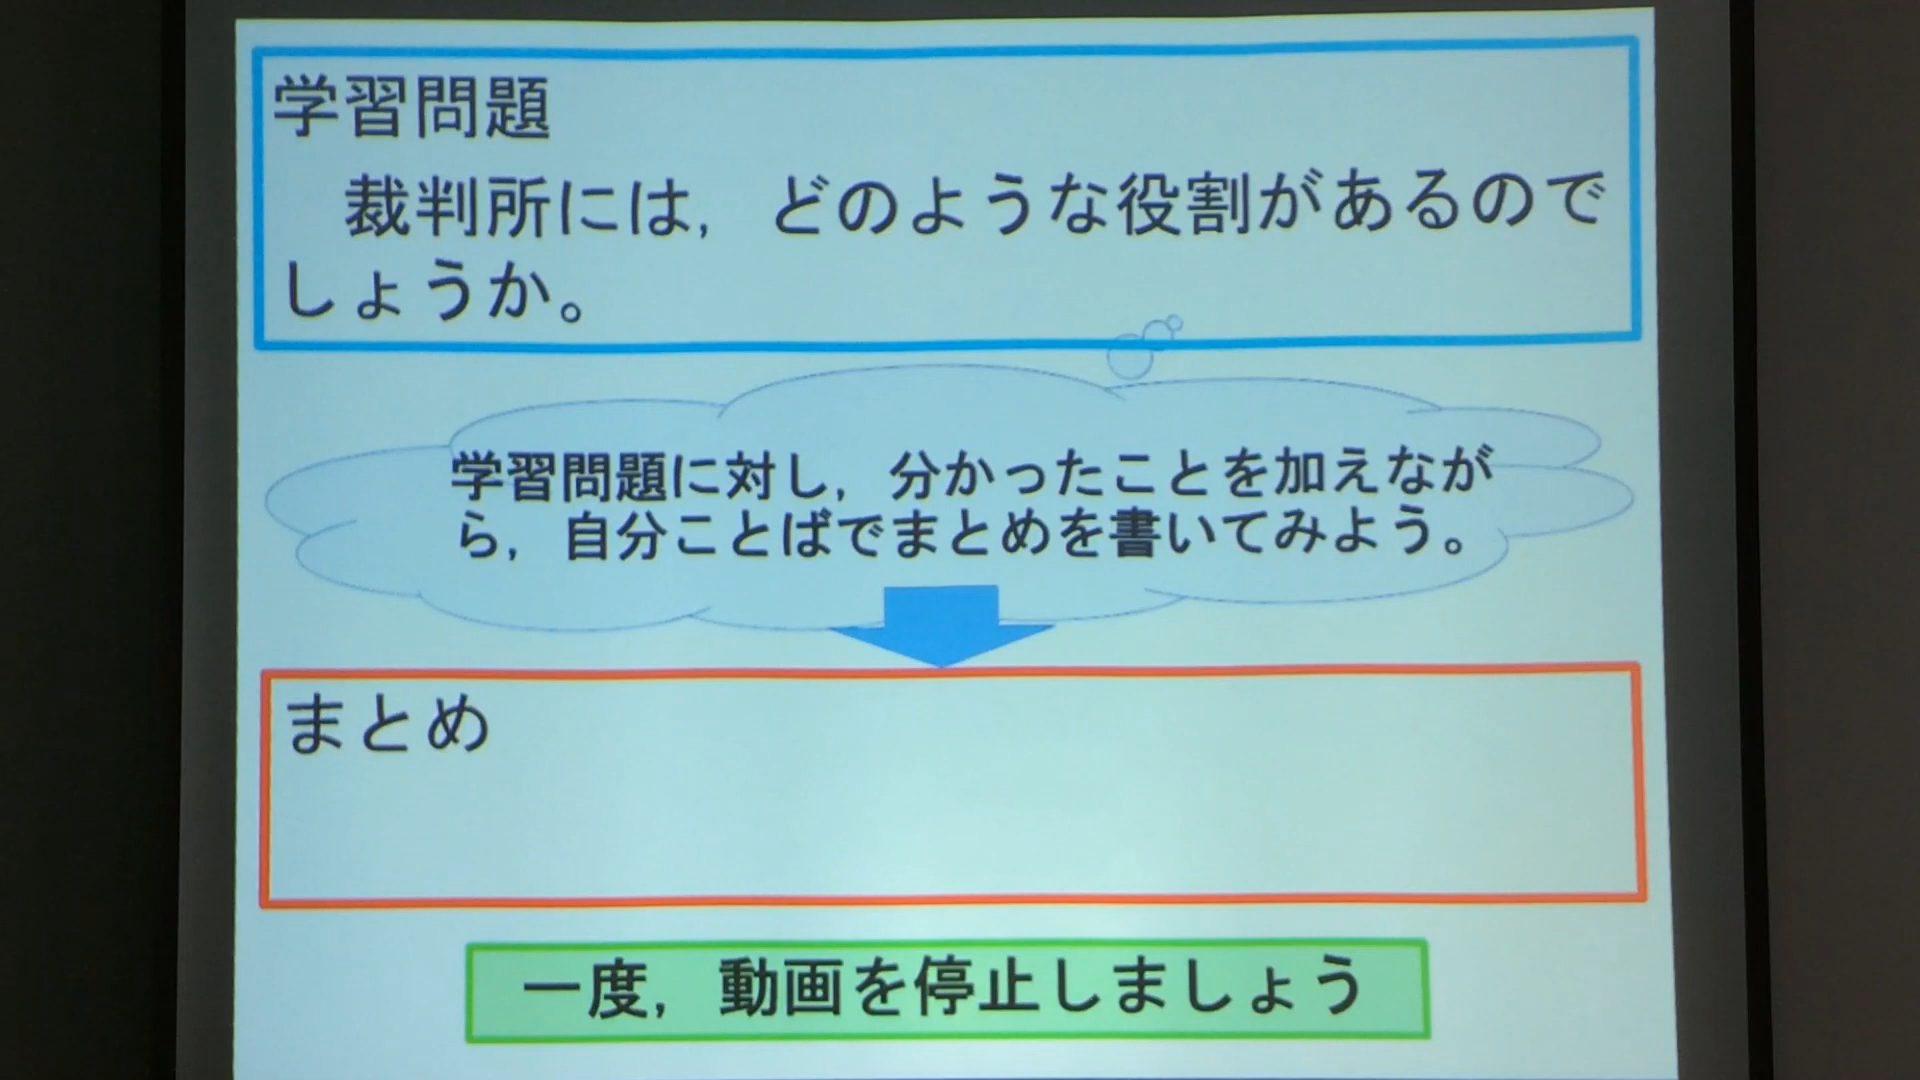 学習問題
　裁判所には，どのような役割があるので
しょうか。
学習問題に対し，分かったことを加えなが
ら，自分ことばでまとめを書いてみよう。
まとめ
一度，動画を停止しましょう